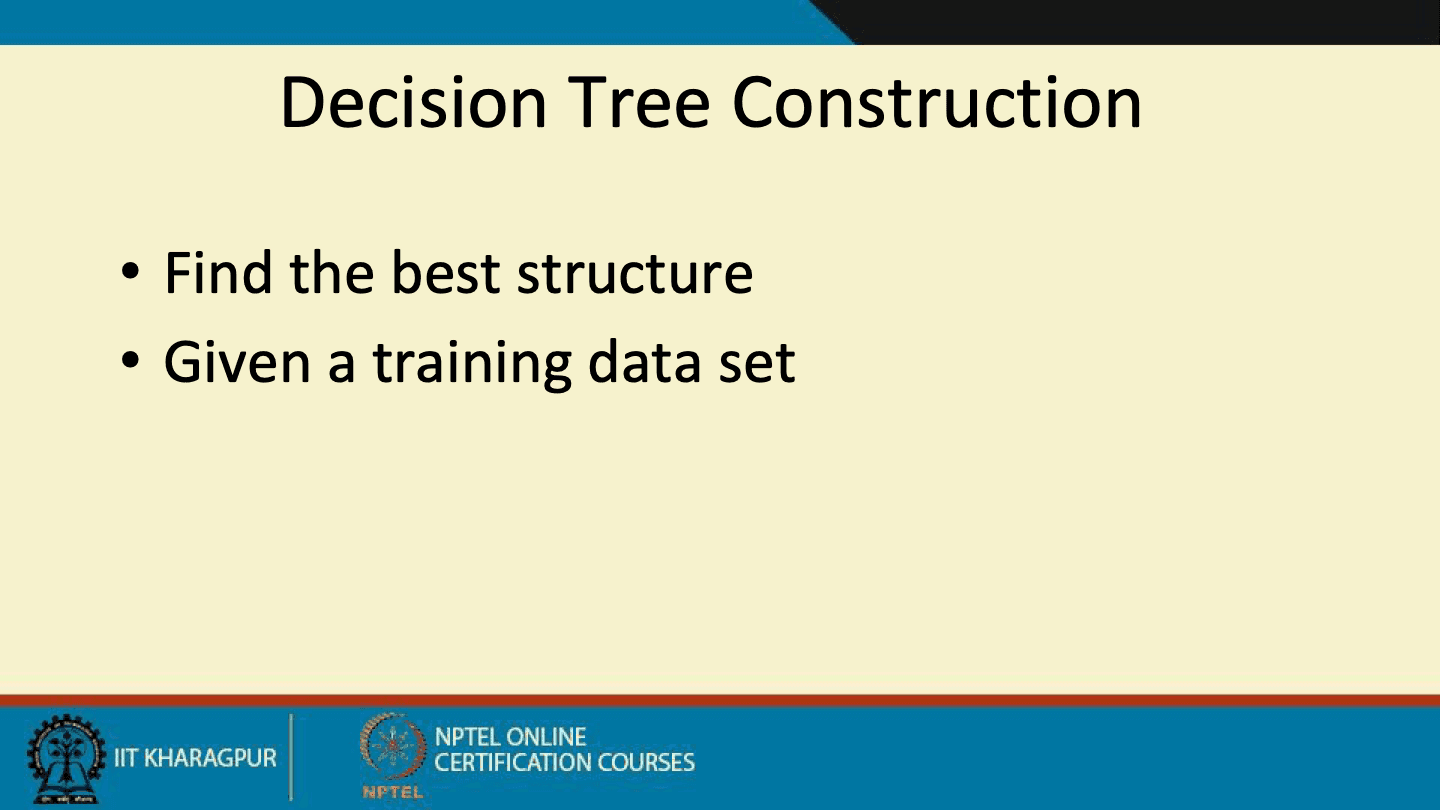 Decision Tree Construction
• Find the best structure
• Given a training data set
IIT KHARAGPUR
NPTEL ONLINE
CERTIFICATION COURSES
NPTEL